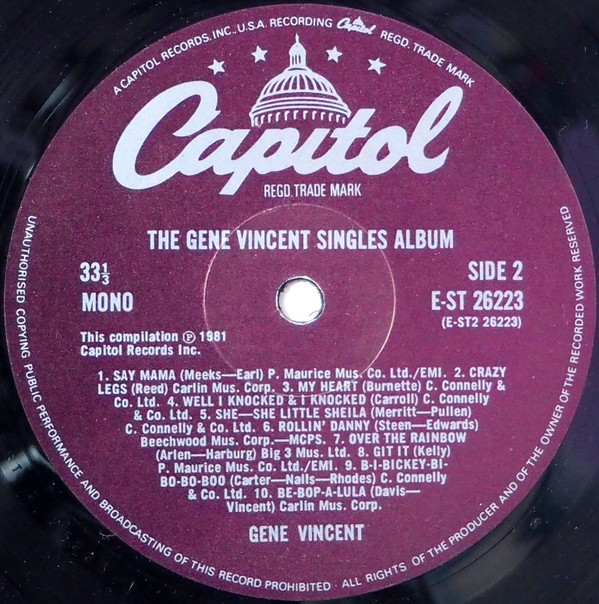 A CAPITOL RECORDS, INC., U.S.A. RECORDING Capitol REGD. TRADE MARK
Capitol
REGD. TRADE MARK
THE GENE VINCENT SINGLES ALBUM
33⅓
MONO
SIDE 2
E-ST 26223
(E-ST2 26223)
This compilation Ⓟ 1981
Capitol Records Inc.
1. SAY MAMA (Meeks—Earl) P. Maurice Mus. Co. Ltd./EMI. 2. CRAZY
LEGS (Reed) Carlin Mus. Corp. 3. MY HEART (Burnette) C. Connelly &
Co. Ltd. 4. WELL I KNOCKED & I KNOCKED (Carroll) C. Connelly
& Co. Ltd. 5. SHE—SHE LITTLE SHEILA (Merritt—Pullen)
C. Connelly & Co. Ltd. 6. ROLLIN' DANNY (Steen—Edwards)
Beechwood Mus. Corp.—MCPS. 7. OVER THE RAINBOW
(Arlen—Harburg) Big 3 Mus. Ltd. 8. GIT IT (Kelly)
P. Maurice Mus. Co. Ltd./EMI. 9. B-I-BICKEY-BI-
BO-BO-BOO (Carter—Nails—Rhodes) C. Connelly
& Co. Ltd. 10. BE-BOP-A-LULA (Davis—
Vincent) Carlin Mus. Corp.
GENE VINCENT
UNAUTHORISED COPYING PUBLIC PERFORMANCE AND BROADCASTING OF THIS RECORD PROHIBITED · ALL RIGHTS OF THE PRODUCER AND OF THE OWNER OF THE RECORDED WORK RESERVED